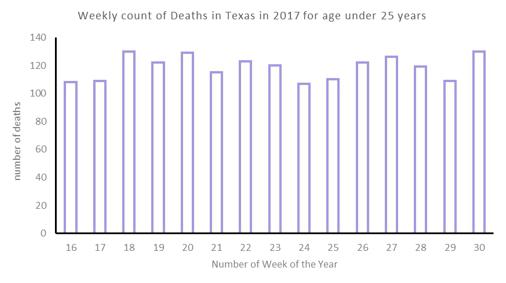 Weekly count of Deaths in Texas in 2017 for age under 25 years
140
120
100
80
60
40
20
0
number of deaths
16 17 18 19 20 21 22 23 24 25 26 27 28 29 30
Number of Week of the Year